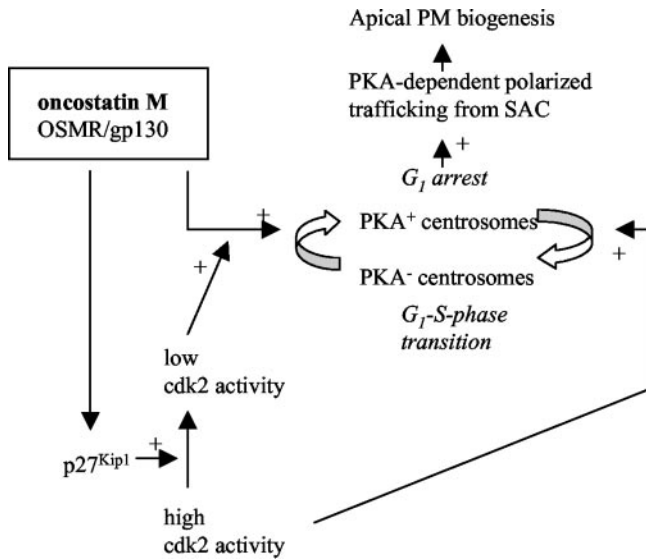 Apical PM biogenesis
PKA-dependent polarized
trafficking from SAC
+
G1 arrest
oncostatin M
OSMR/gp130
+
PKA+ centrosomes
+
+
PKA- centrosomes
G1-S-phase
transition
low
cdk2 activity
+
p27Kip1
high
cdk2 activity